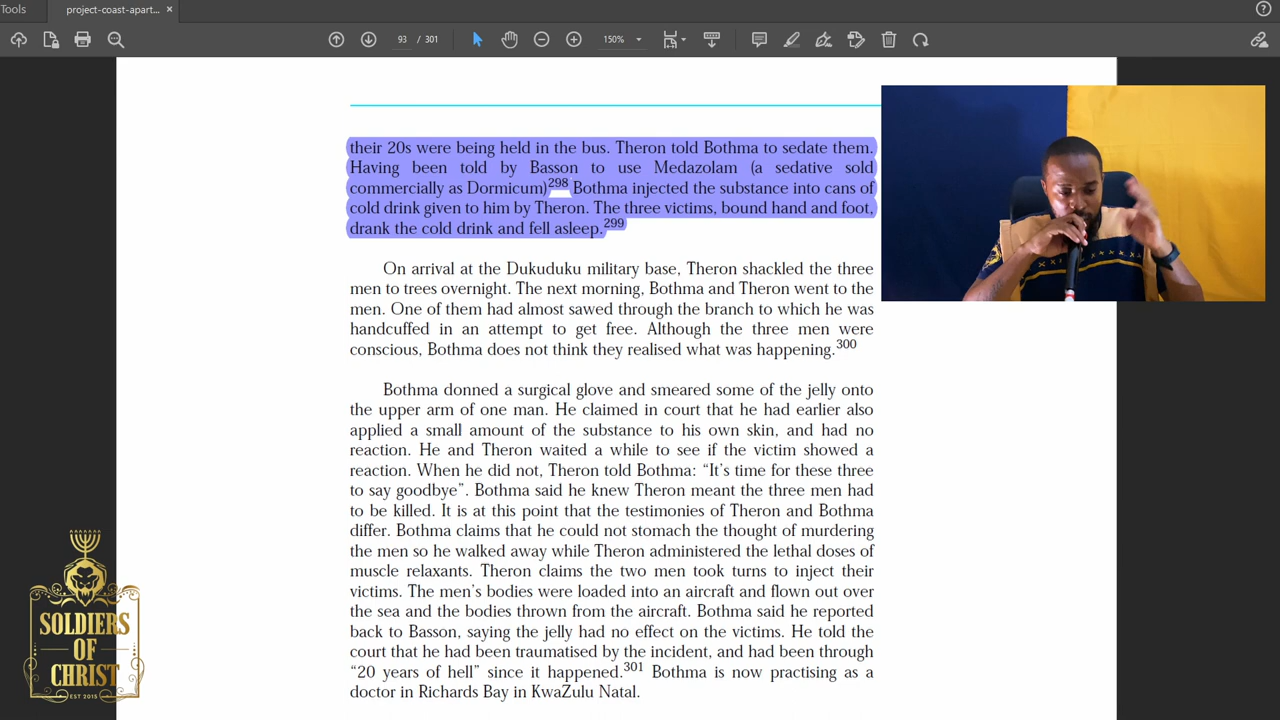 Tools
project-coast-apart... ×
93 / 301
150%
their 20s were being held in the bus. Theron told Bothma to sedate them.
Having been told by Basson to use Medazolam (a sedative sold
commercially as Dormicum)298 Bothma injected the substance into cans of
cold drink given to him by Theron. The three victims, bound hand and foot,
drank the cold drink and fell asleep.299
On arrival at the Dukuduku military base, Theron shackled the three
men to trees overnight. The next morning, Bothma and Theron went to the
men. One of them had almost sawed through the branch to which he was
handcuffed in an attempt to get free. Although the three men were
conscious, Bothma does not think they realised what was happening.300
Bothma donned a surgical glove and smeared some of the jelly onto
the upper arm of one man. He claimed in court that he had earlier also
applied a small amount of the substance to his own skin, and had no
reaction. He and Theron waited a while to see if the victim showed a
reaction. When he did not, Theron told Bothma: “It’s time for these three
to say goodbye”. Bothma said he knew Theron meant the three men had
to be killed. It is at this point that the testimonies of Theron and Bothma
differ. Bothma claims that he could not stomach the thought of murdering
the men so he walked away while Theron administered the lethal doses of
muscle relaxants. Theron claims the two men took turns to inject their
victims. The men’s bodies were loaded into an aircraft and flown out over
the sea and the bodies thrown from the aircraft. Bothma said he reported
back to Basson, saying the jelly had no effect on the victims. He told the
court that he had been traumatised by the incident, and had been through
“20 years of hell” since it happened.301 Bothma is now practising as a
doctor in Richards Bay in KwaZulu Natal.
SOLDIERS
OF
CHRIST
EST 2015